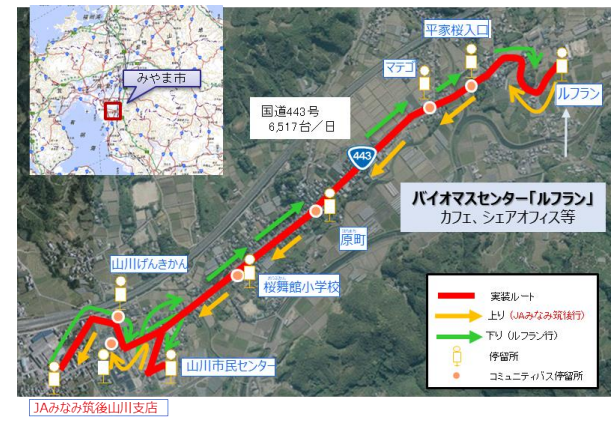 みやま市
平家桜入口
マテゴ
ルフラン
国道443号
6,517台／日
443
バイオマスセンター「ルフラン」
カフェ、シェアオフィス等
原町
桜舞館小学校
山川げんきかん
山川市民センター
JAみなみ筑後山川支店
実装ルート
上り（JAみなみ筑後行）
下り（ルフラン行）
停留所
コミュニティバス停留所